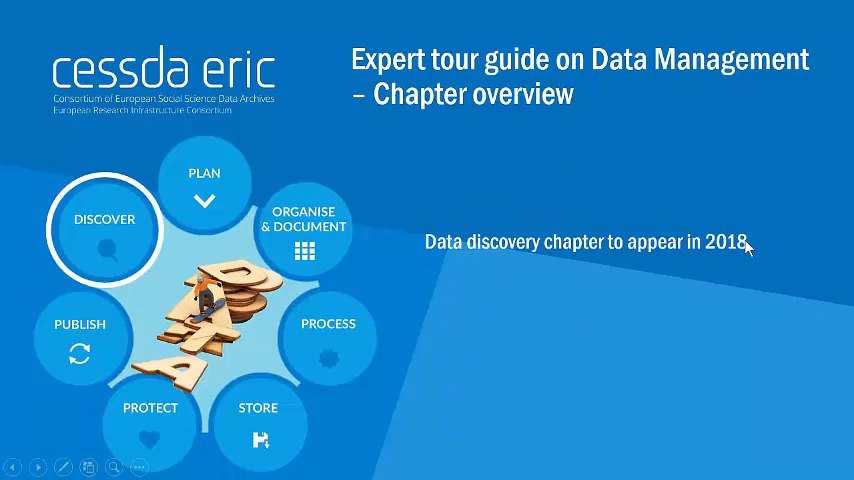 cessda eric
Consortium of European Social Science Data Archives
European Research Infrastructure Consortium
Expert tour guide on Data Management
– Chapter overview
PLAN
DISCOVER
ORGANISE
& DOCUMENT
Data discovery chapter to appear in 2018
PUBLISH
PROCESS
PROTECT
STORE
DATA